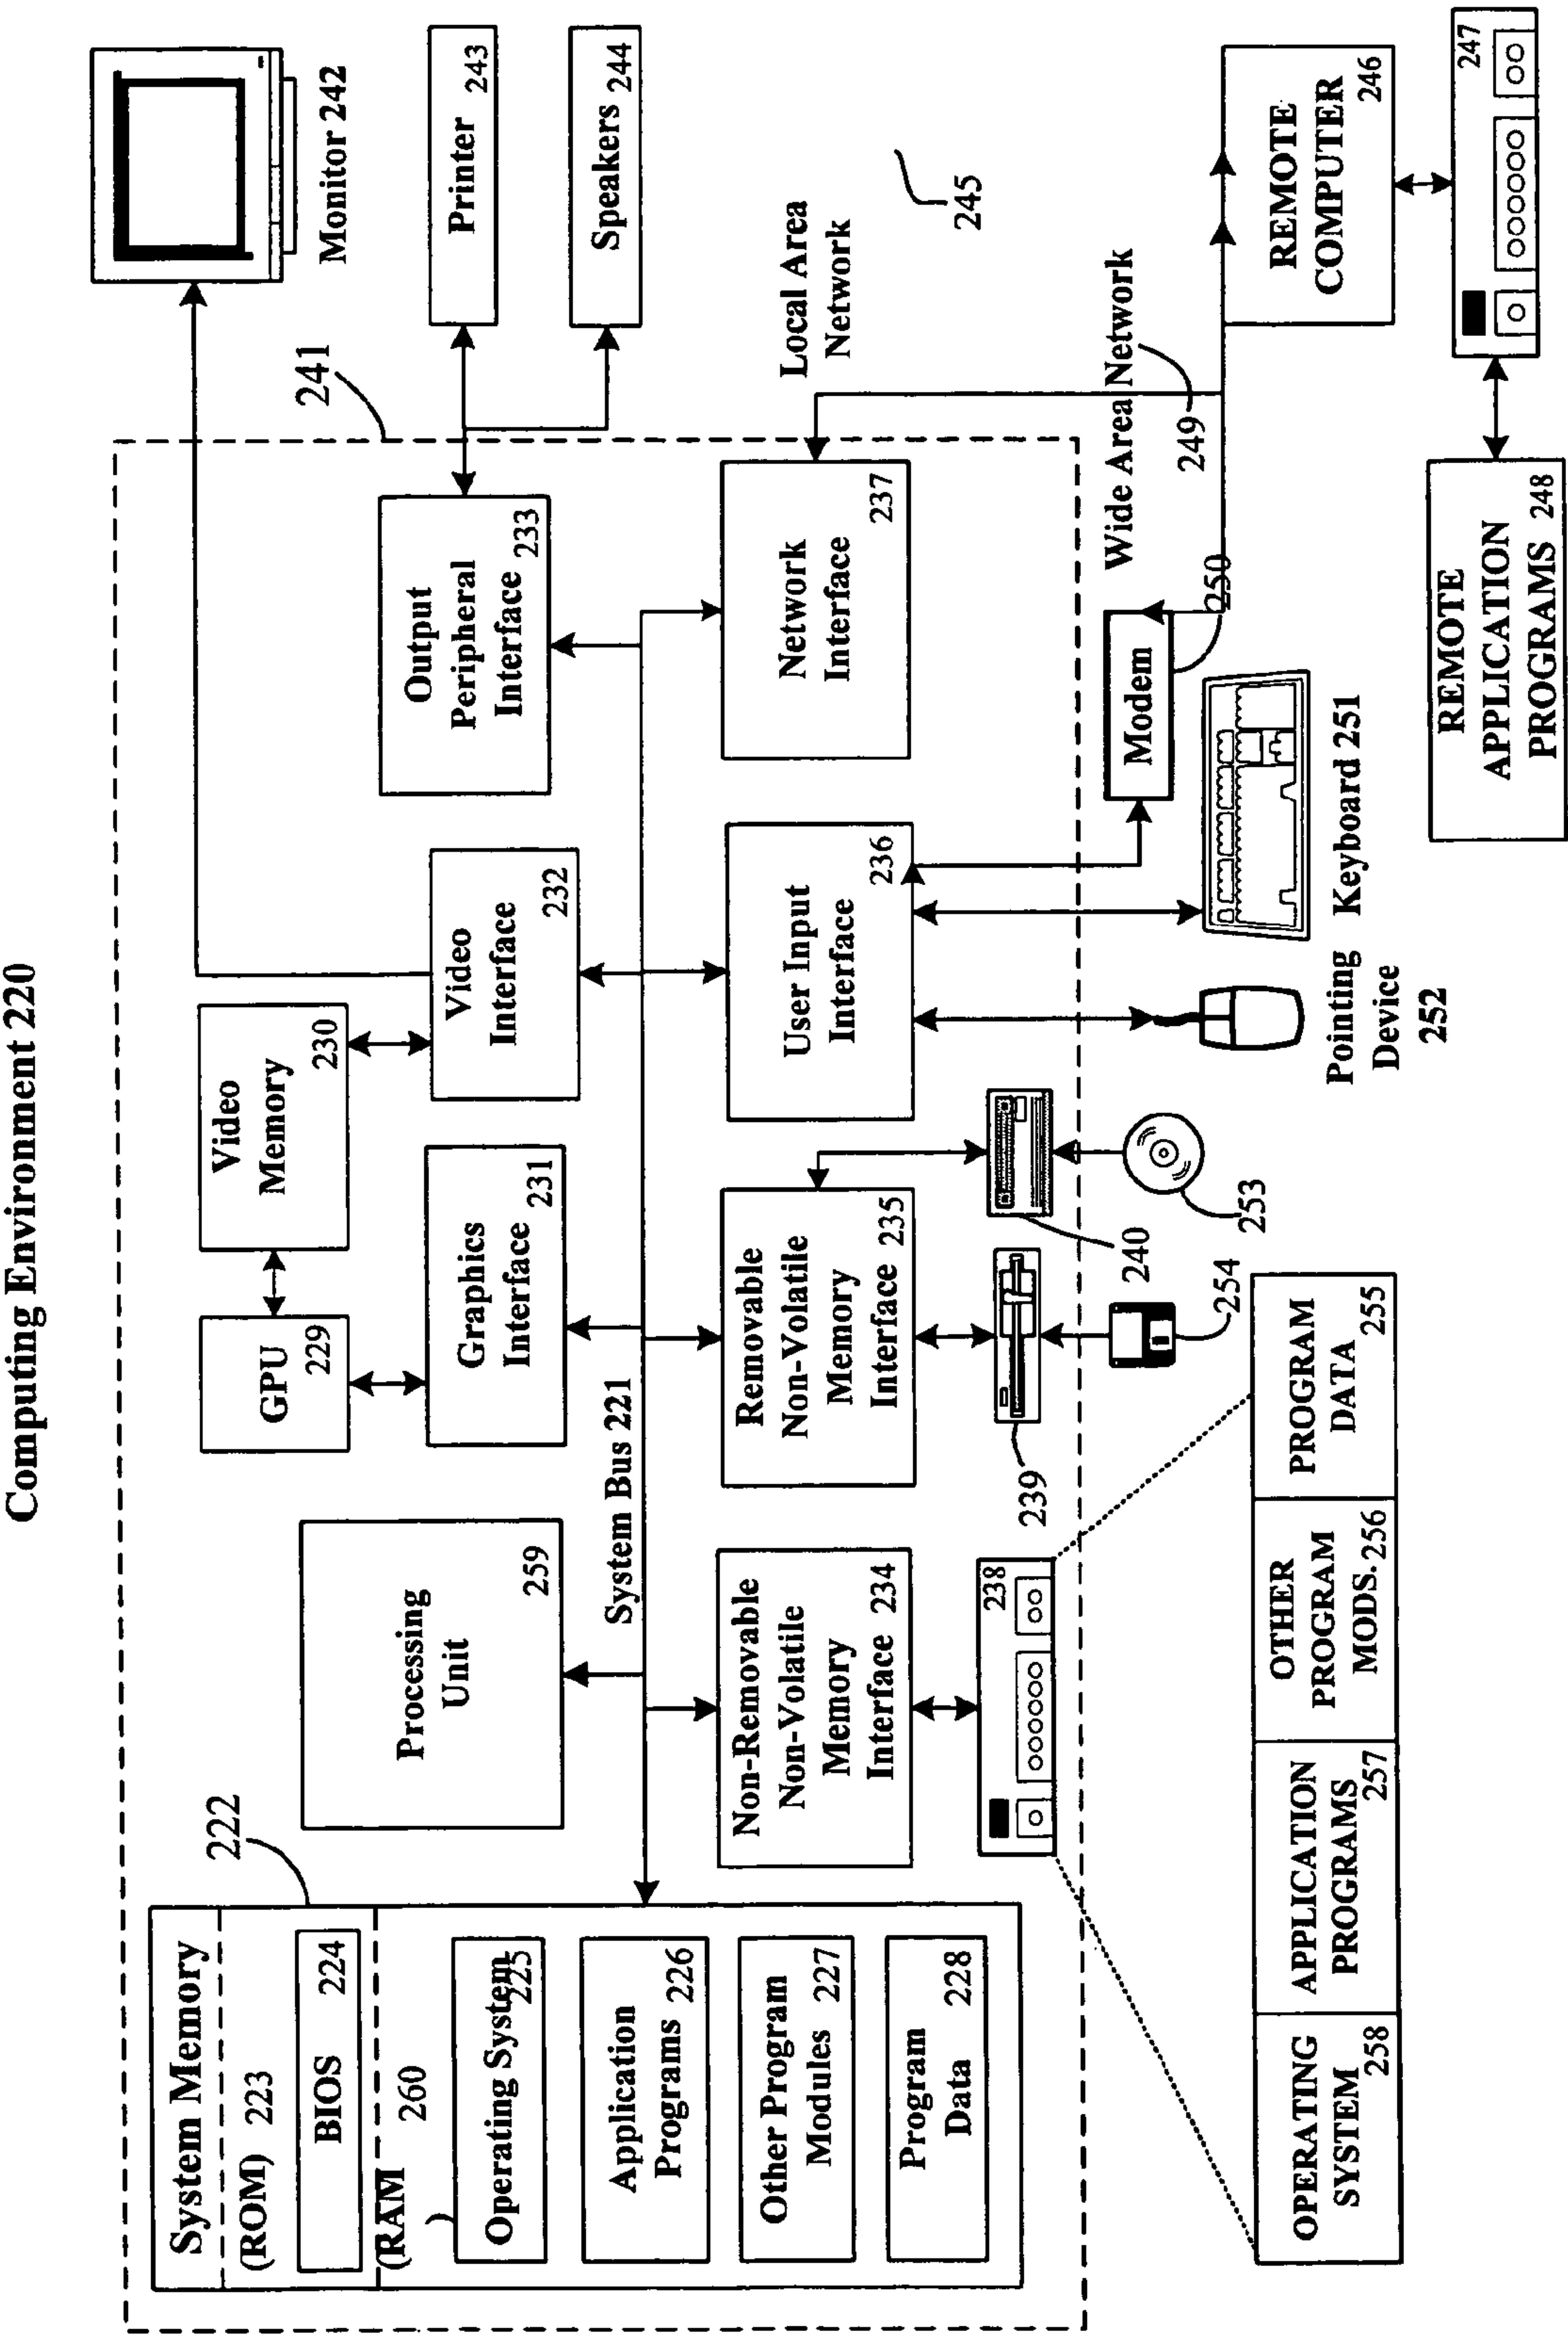 Computing Environment 220
222
System Memory
(ROM) 223
BIOS 224
(RAM 260
)
Operating System
225
Application
Programs 226
Other Program
Modules 227
Program
Data 228
Processing
Unit
259
GPU
229
Video
Memory
230
Graphics
Interface 231
Video
Interface
232
Output
Peripheral
Interface 233
241
Monitor 242
Printer
243
Speakers
244
System Bus 221
Non-Removable
Non-Volatile
Memory
Interface 234
Removable
Non-Volatile
Memory
Interface 235
User Input
Interface
236
Network
Interface
237
Local Area
Network
245
238
239
240
254
253
Modem
250
Wide Area Network
249
Pointing
Device
252
Keyboard 251
REMOTE
COMPUTER
246
247
REMOTE
APPLICATION
PROGRAMS 248
OPERATING
SYSTEM
258
APPLICATION
PROGRAMS
257
OTHER
PROGRAM
MODS.
256
PROGRAM
DATA
255